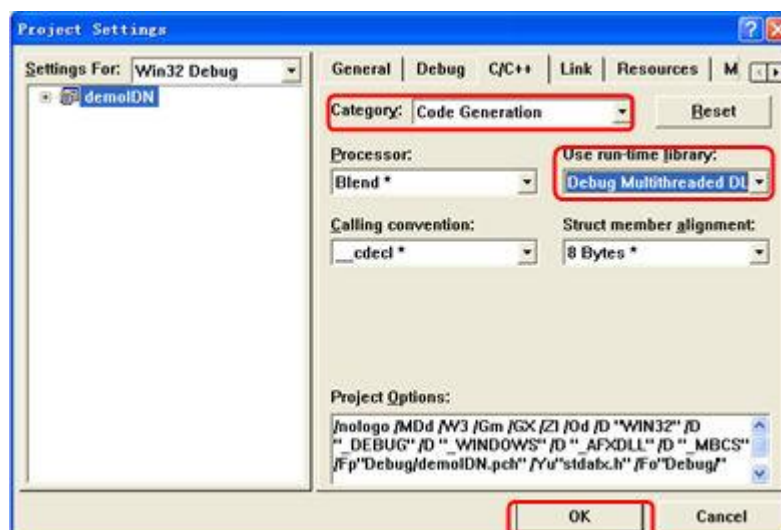 Project Settings
Settings For: Win32 Debug
demoIDN
General Debug C/C++ Link Resources M
Category: Code Generation Reset
Processor: Use run-time library:
Blend * Debug Multithreaded DL
Calling convention: Struct member alignment:
__cdecl * 8 Bytes *
Project Options:
/nologo /MDd /W3 /Gm /GX /ZI /Od /D "WIN32" /D
"_DEBUG" /D "_WINDOWS" /D "_AFXDLL" /D "_MBCS"
/Fp"Debug/demoIDN.pch" /Yu"stdafx.h" /Fo"Debug/"
OK Cancel